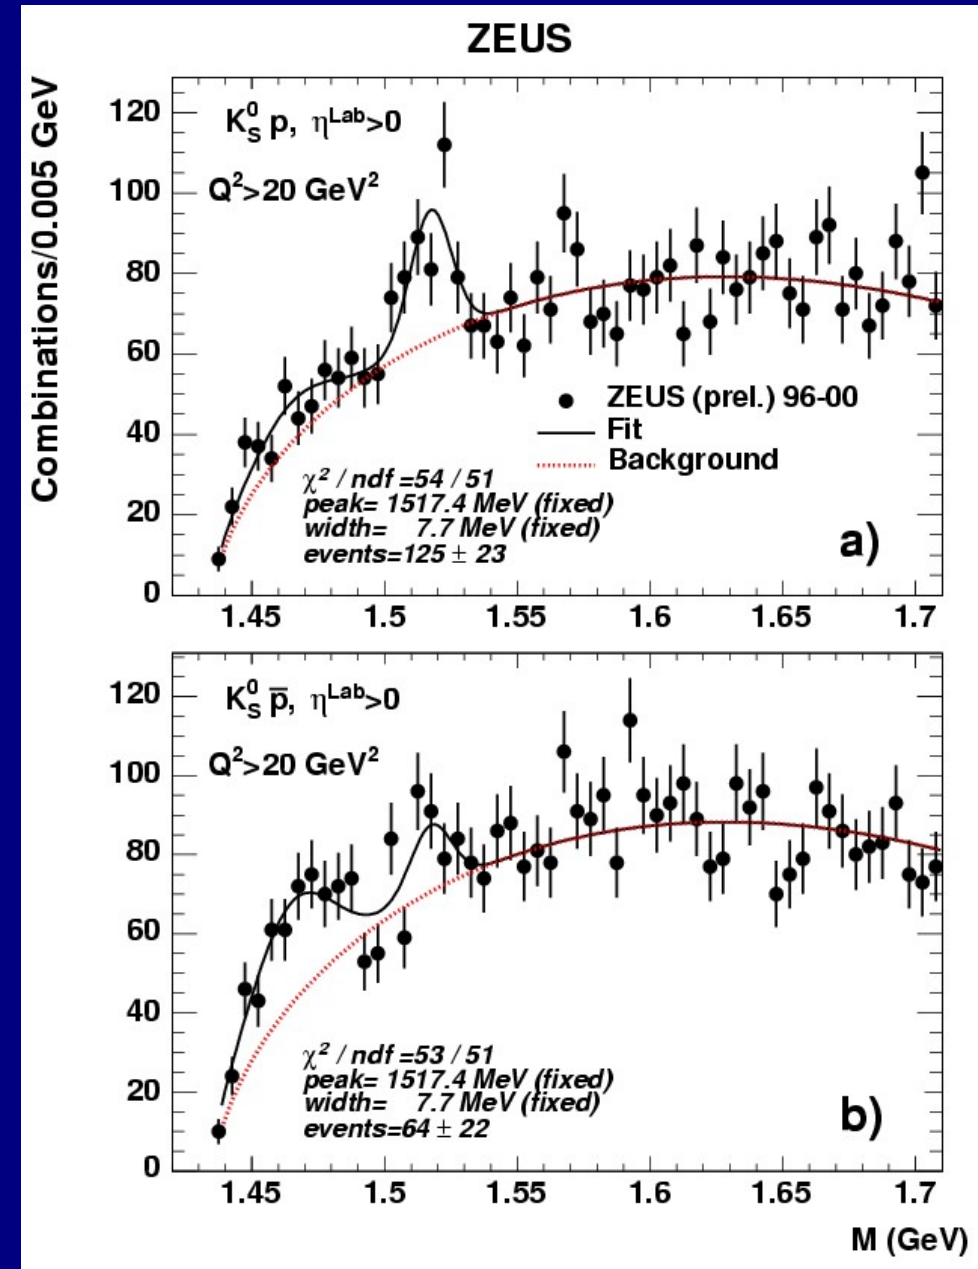 ZEUS
Combinations/0.005 GeV
K⁰_S p, η^Lab>0
Q²>20 GeV²
120
100
80
60
40
20
0
ZEUS (prel.) 96-00
Fit
Background
χ² / ndf =54 / 51
peak= 1517.4 MeV (fixed)
width= 7.7 MeV (fixed)
events=125 ± 23
a)
1.45 1.5 1.55 1.6 1.65 1.7
K⁰_S p̅, η^Lab>0
Q²>20 GeV²
120
100
80
60
40
20
0
χ² / ndf =53 / 51
peak= 1517.4 MeV (fixed)
width= 7.7 MeV (fixed)
events=64 ± 22
b)
1.45 1.5 1.55 1.6 1.65 1.7
M (GeV)